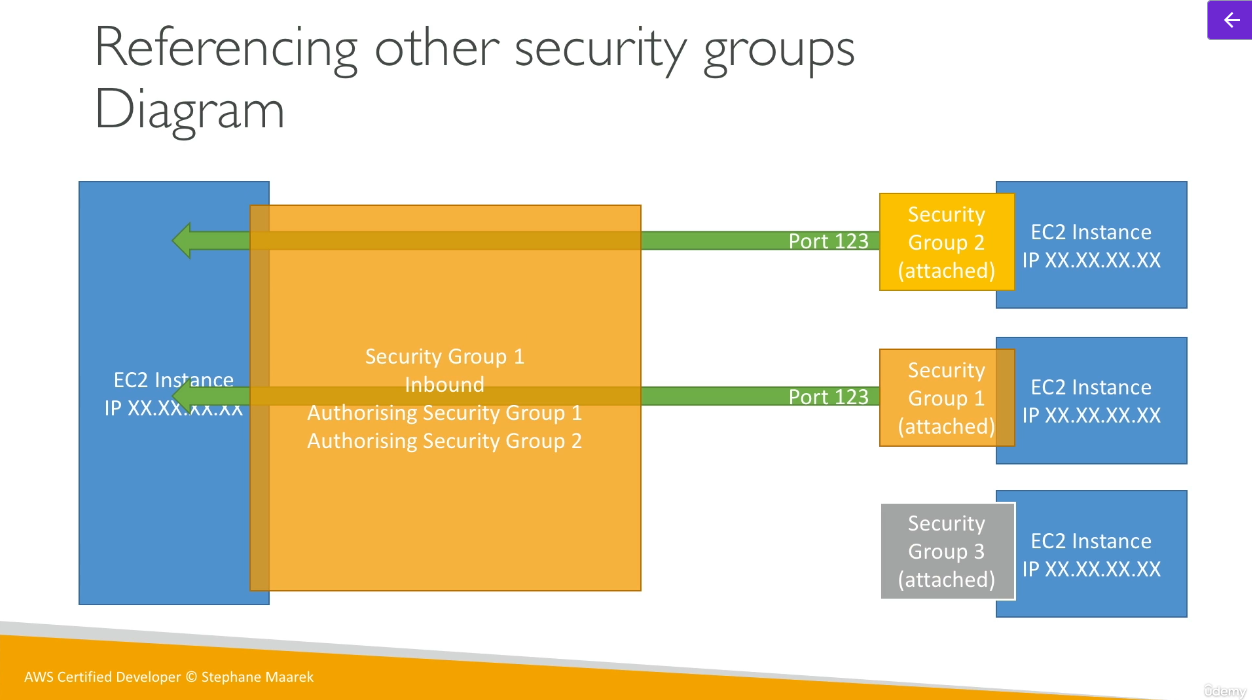 Referencing other security groups
Diagram
EC2 Instance
IP XX.XX.XX.XX
Security Group 1
Inbound
Authorising Security Group 1
Authorising Security Group 2
Port 123
Security
Group 2
(attached)
EC2 Instance
IP XX.XX.XX.XX
Port 123
Security
Group 1
(attached)
EC2 Instance
IP XX.XX.XX.XX
Security
Group 3
(attached)
EC2 Instance
IP XX.XX.XX.XX
AWS Certified Developer © Stephane Maarek
ûdemy